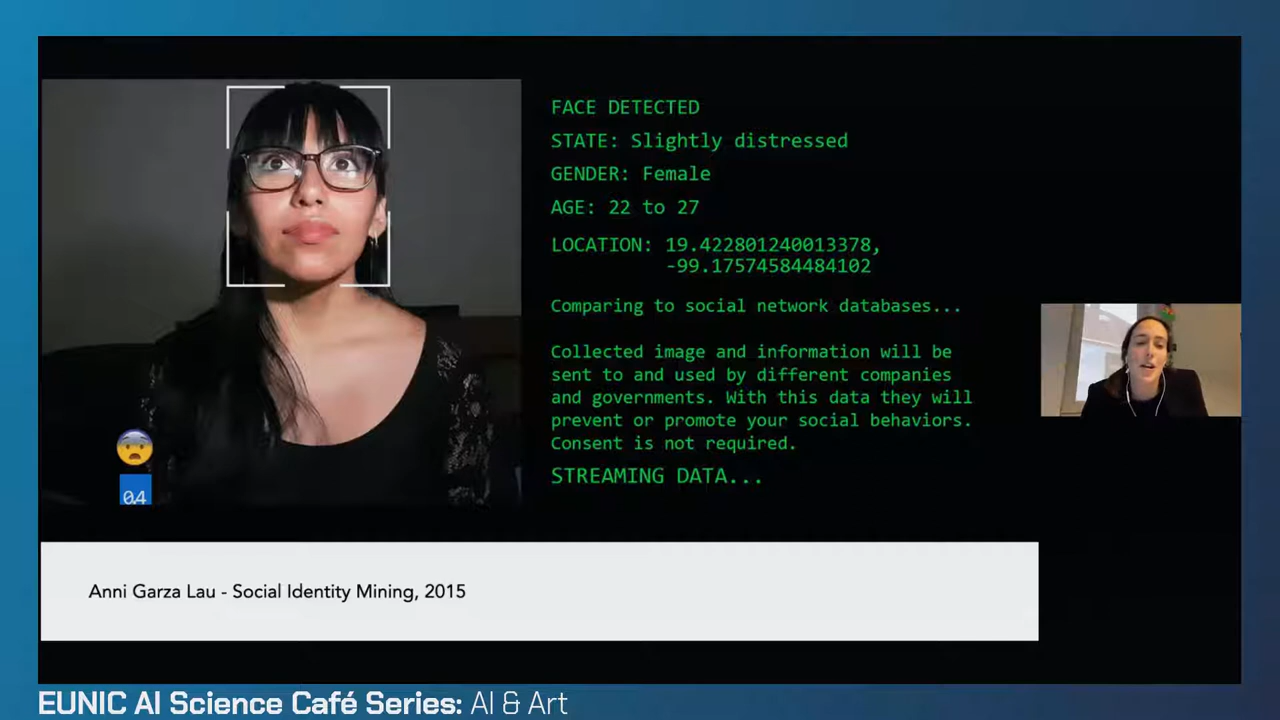 FACE DETECTED
STATE: Slightly distressed
GENDER: Female
AGE: 22 to 27
LOCATION: 19.422801240013378,
-99.17574584484102
Comparing to social network databases...
Collected image and information will be
sent to and used by different companies
and governments. With this data they will
prevent or promote your social behaviors.
Consent is not required.
STREAMING DATA...
04
Anni Garza Lau - Social Identity Mining, 2015
EUNIC AI Science Café Series: AI & Art